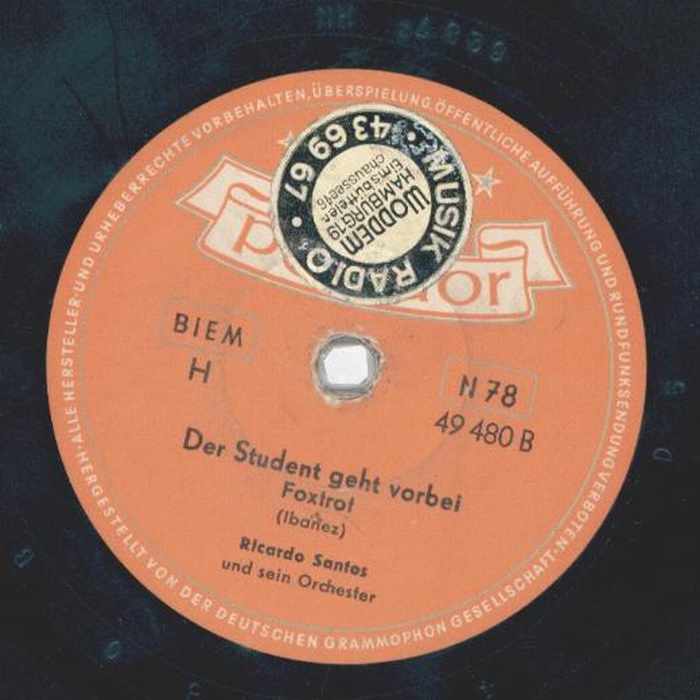 ALLE HERSTELLER- UND URHEBERRECHTE VORBEHALTEN, ÜBERSPIELUNG, ÖFFENTLICHE AUFFÜHRUNG UND RUNDFUNKSENDUNG VERBOTEN
MUSIK RADIO
43 69 67
WODDEM
HAMBURG 19
Eimsbütteler
BIEM
H
N 78
49 480 B
Der Student geht vorbei
Foxtrot
(Ibañez)
Ricardo Santos
und sein Orchester
HERGESTELLT VON DER DEUTSCHEN GRAMMOPHON GESELLSCHAFT